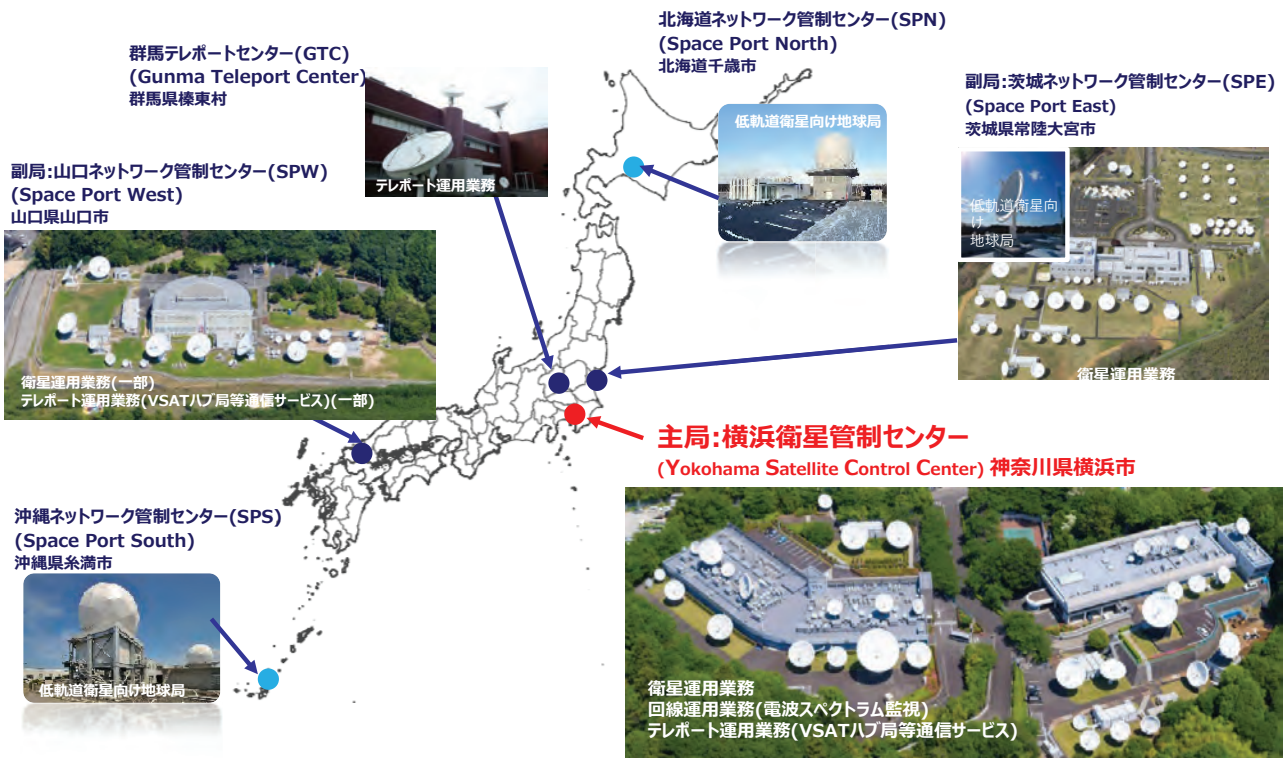 北海道ネットワーク管制センター(SPN)
(Space Port North)
北海道千歳市
低軌道衛星向け地球局
群馬テレポートセンター(GTC)
(Gunma Teleport Center)
群馬県榛東村
テレポート運用業務
副局:茨城ネットワーク管制センター(SPE)
(Space Port East)
茨城県常陸大宮市
低軌道衛星向
け
地球局
衛星運用業務
副局:山口ネットワーク管制センター(SPW)
(Space Port West)
山口県山口市
衛星運用業務(一部)
テレポート運用業務(VSATハブ局等通信サービス)(一部)
主局:横浜衛星管制センター
(Yokohama Satellite Control Center) 神奈川県横浜市
衛星運用業務
回線運用業務(電波スペクトラム監視)
テレポート運用業務(VSATハブ局等通信サービス)
沖縄ネットワーク管制センター(SPS)
(Space Port South)
沖縄県糸満市
低軌道衛星向け地球局